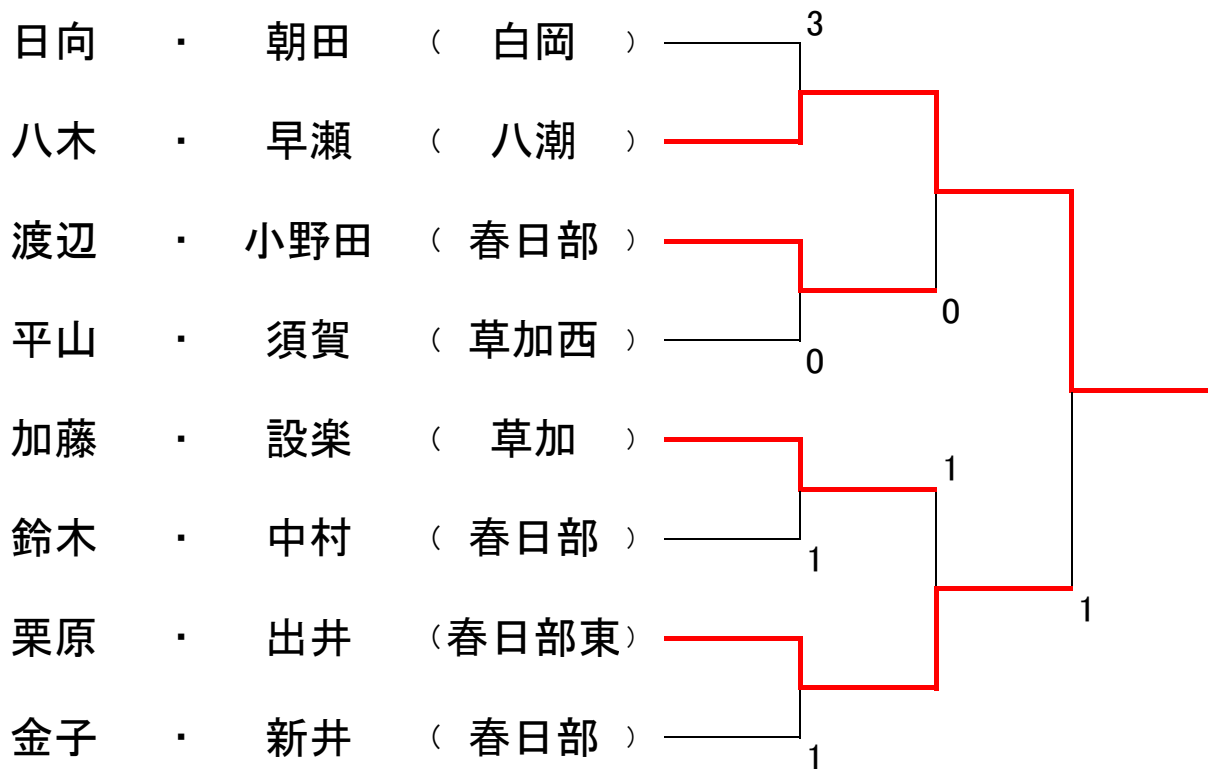 日向 ・ 朝田 （ 白岡 ） 3
八木 ・ 早瀬 （ 八潮 ）
渡辺 ・ 小野田 （ 春日部 ）
0
平山 ・ 須賀 （ 草加西 ） 0
加藤 ・ 設楽 （ 草加 ）
1
鈴木 ・ 中村 （ 春日部 ） 1
1
栗原 ・ 出井 （春日部東）
金子 ・ 新井 （ 春日部 ） 1